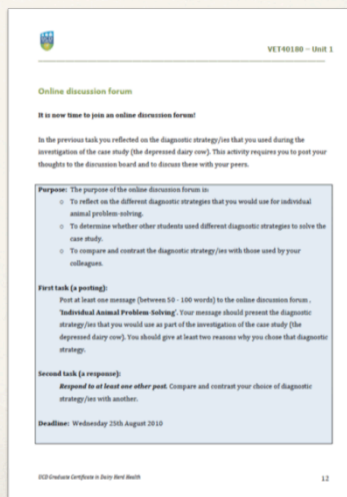 VET40180 – Unit 1
Online discussion forum
It is now time to join an online discussion forum!
In the previous task you reflected on the diagnostic strategy/ies that you used during the
investigation of the case study (the depressed dairy cow). This activity requires you to post your
thoughts to the discussion board and to discuss these with your peers.
Purpose: The purpose of the online discussion forum is:
o To reflect on the different diagnostic strategies that you would use for individual
animal problem-solving.
o To determine whether other students used different diagnostic strategies to solve the
case study.
o To compare and contrast the diagnostic strategy/ies with those used by your
colleagues.
First task (a posting):
Post at least one message (between 50 - 100 words) to the online discussion forum ,
'Individual Animal Problem-Solving'. Your message should present the diagnostic
strategy/ies that you would use as part of the investigation of the case study (the
depressed dairy cow). You should give at least two reasons why you chose that diagnostic
strategy.
Second task (a response):
Respond to at least one other post. Compare and contrast your choice of diagnostic
strategy/ies with another.
Deadline: Wednesday 25th August 2010
UCD Graduate Certificate in Dairy Herd Health
12